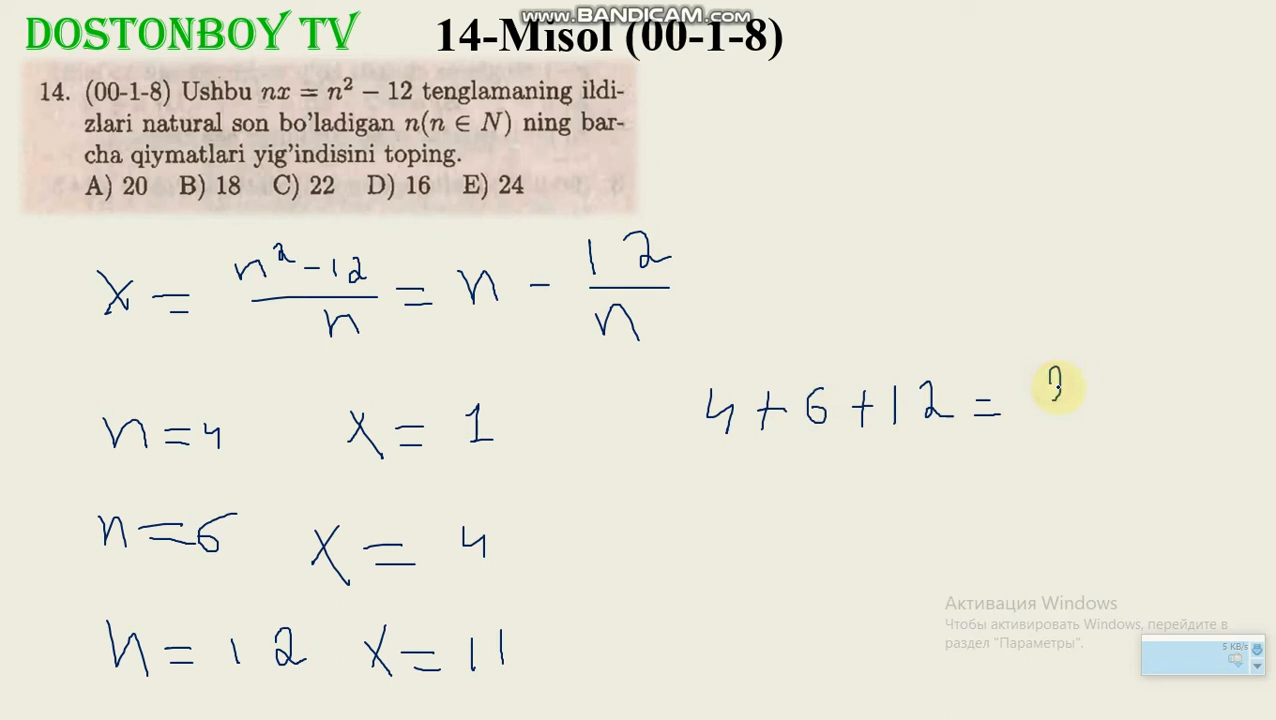 www.BANDICAM.com
DOSTONBOY TV
14-Misol (00-1-8)
14. (00-1-8) Ushbu nx = n² − 12 tenglamaning ildi-
zlari natural son bo'ladigan n(n ∈ N) ning bar-
cha qiymatlari yig'indisini toping.
A) 20 B) 18 C) 22 D) 16 E) 24
x = (n² − 12)/n = n − 12/n
n = 4 x = 1
4 + 6 + 12 =
n = 6 x = 4
n = 12 x = 11
Активация Windows
Чтобы активировать Windows, перейдите в
раздел "Параметры".
5 KB/s